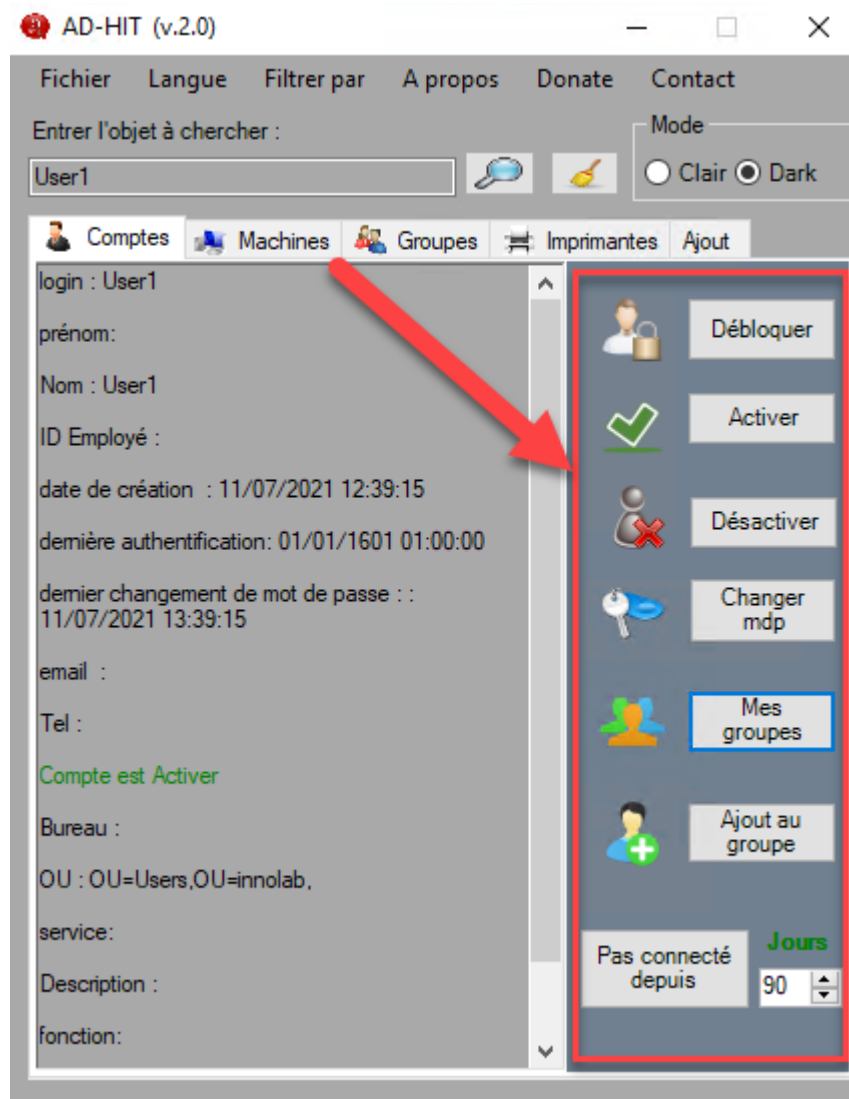 AD-HIT (v.2.0)
Fichier Langue Filtrer par A propos Donate Contact
Entrer l'objet à chercher :
Mode
User1
Clair Dark
Comptes Machines Groupes Imprimantes Ajout
login : User1
prénom:
Nom : User1
ID Employé :
date de création : 11/07/2021 12:39:15
dernière authentification: 01/01/1601 01:00:00
dernier changement de mot de passe : :
11/07/2021 13:39:15
email :
Tel :
Compte est Activer
Bureau :
OU : OU=Users,OU=innolab,
service:
Description :
fonction:
Débloquer
Activer
Désactiver
Changer
mdp
Mes
groupes
Ajout au
groupe
Pas connecté
depuis
Jours
90